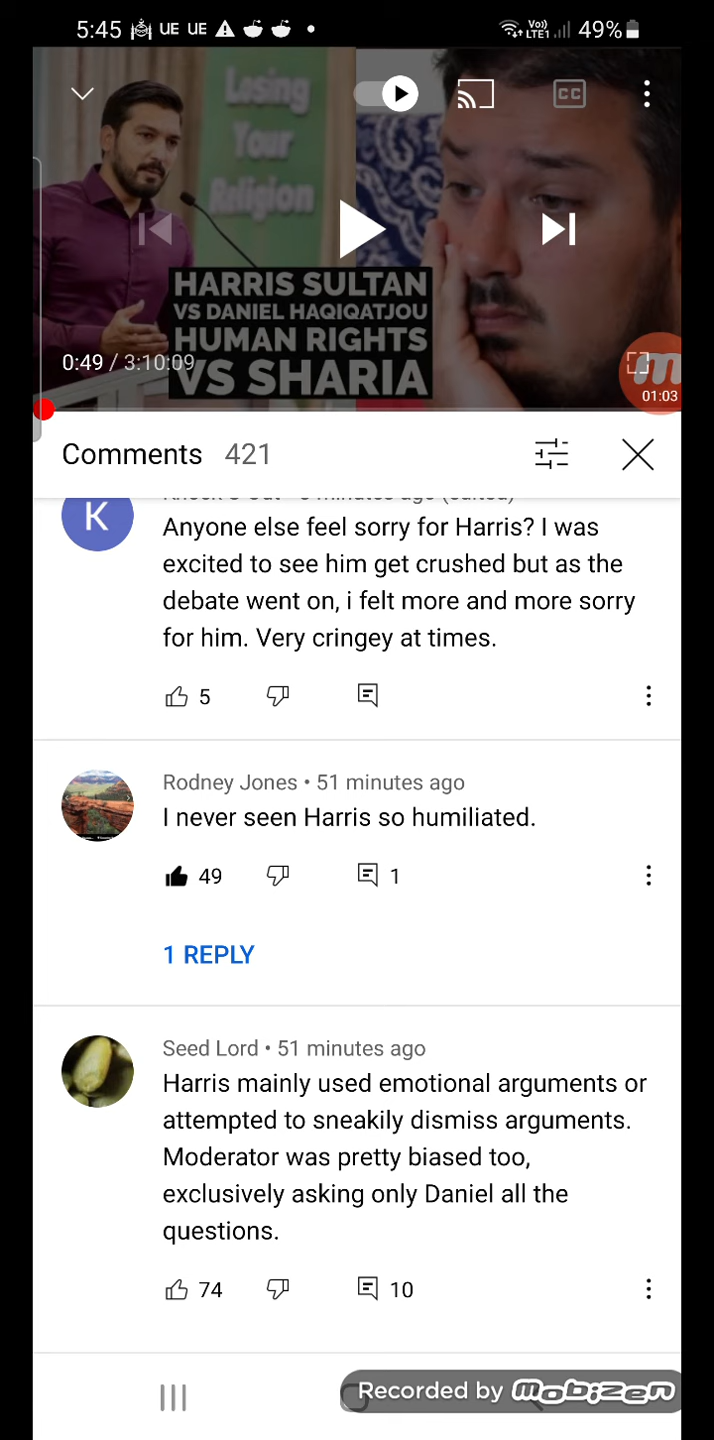 5:45 UE UE Vo) LTE1 49%
CC
Losing
Your
Religion
HARRIS SULTAN
VS DANIEL HAQIQATJOU
HUMAN RIGHTS
VS SHARIA
0:49 / 3:10:09
01:03
Comments 421
K
Anyone else feel sorry for Harris? I was
excited to see him get crushed but as the
debate went on, i felt more and more sorry
for him. Very cringey at times.
5
Rodney Jones • 51 minutes ago
I never seen Harris so humiliated.
49 1
1 REPLY
Seed Lord • 51 minutes ago
Harris mainly used emotional arguments or
attempted to sneakily dismiss arguments.
Moderator was pretty biased too,
exclusively asking only Daniel all the
questions.
74 10
Recorded by mobizen